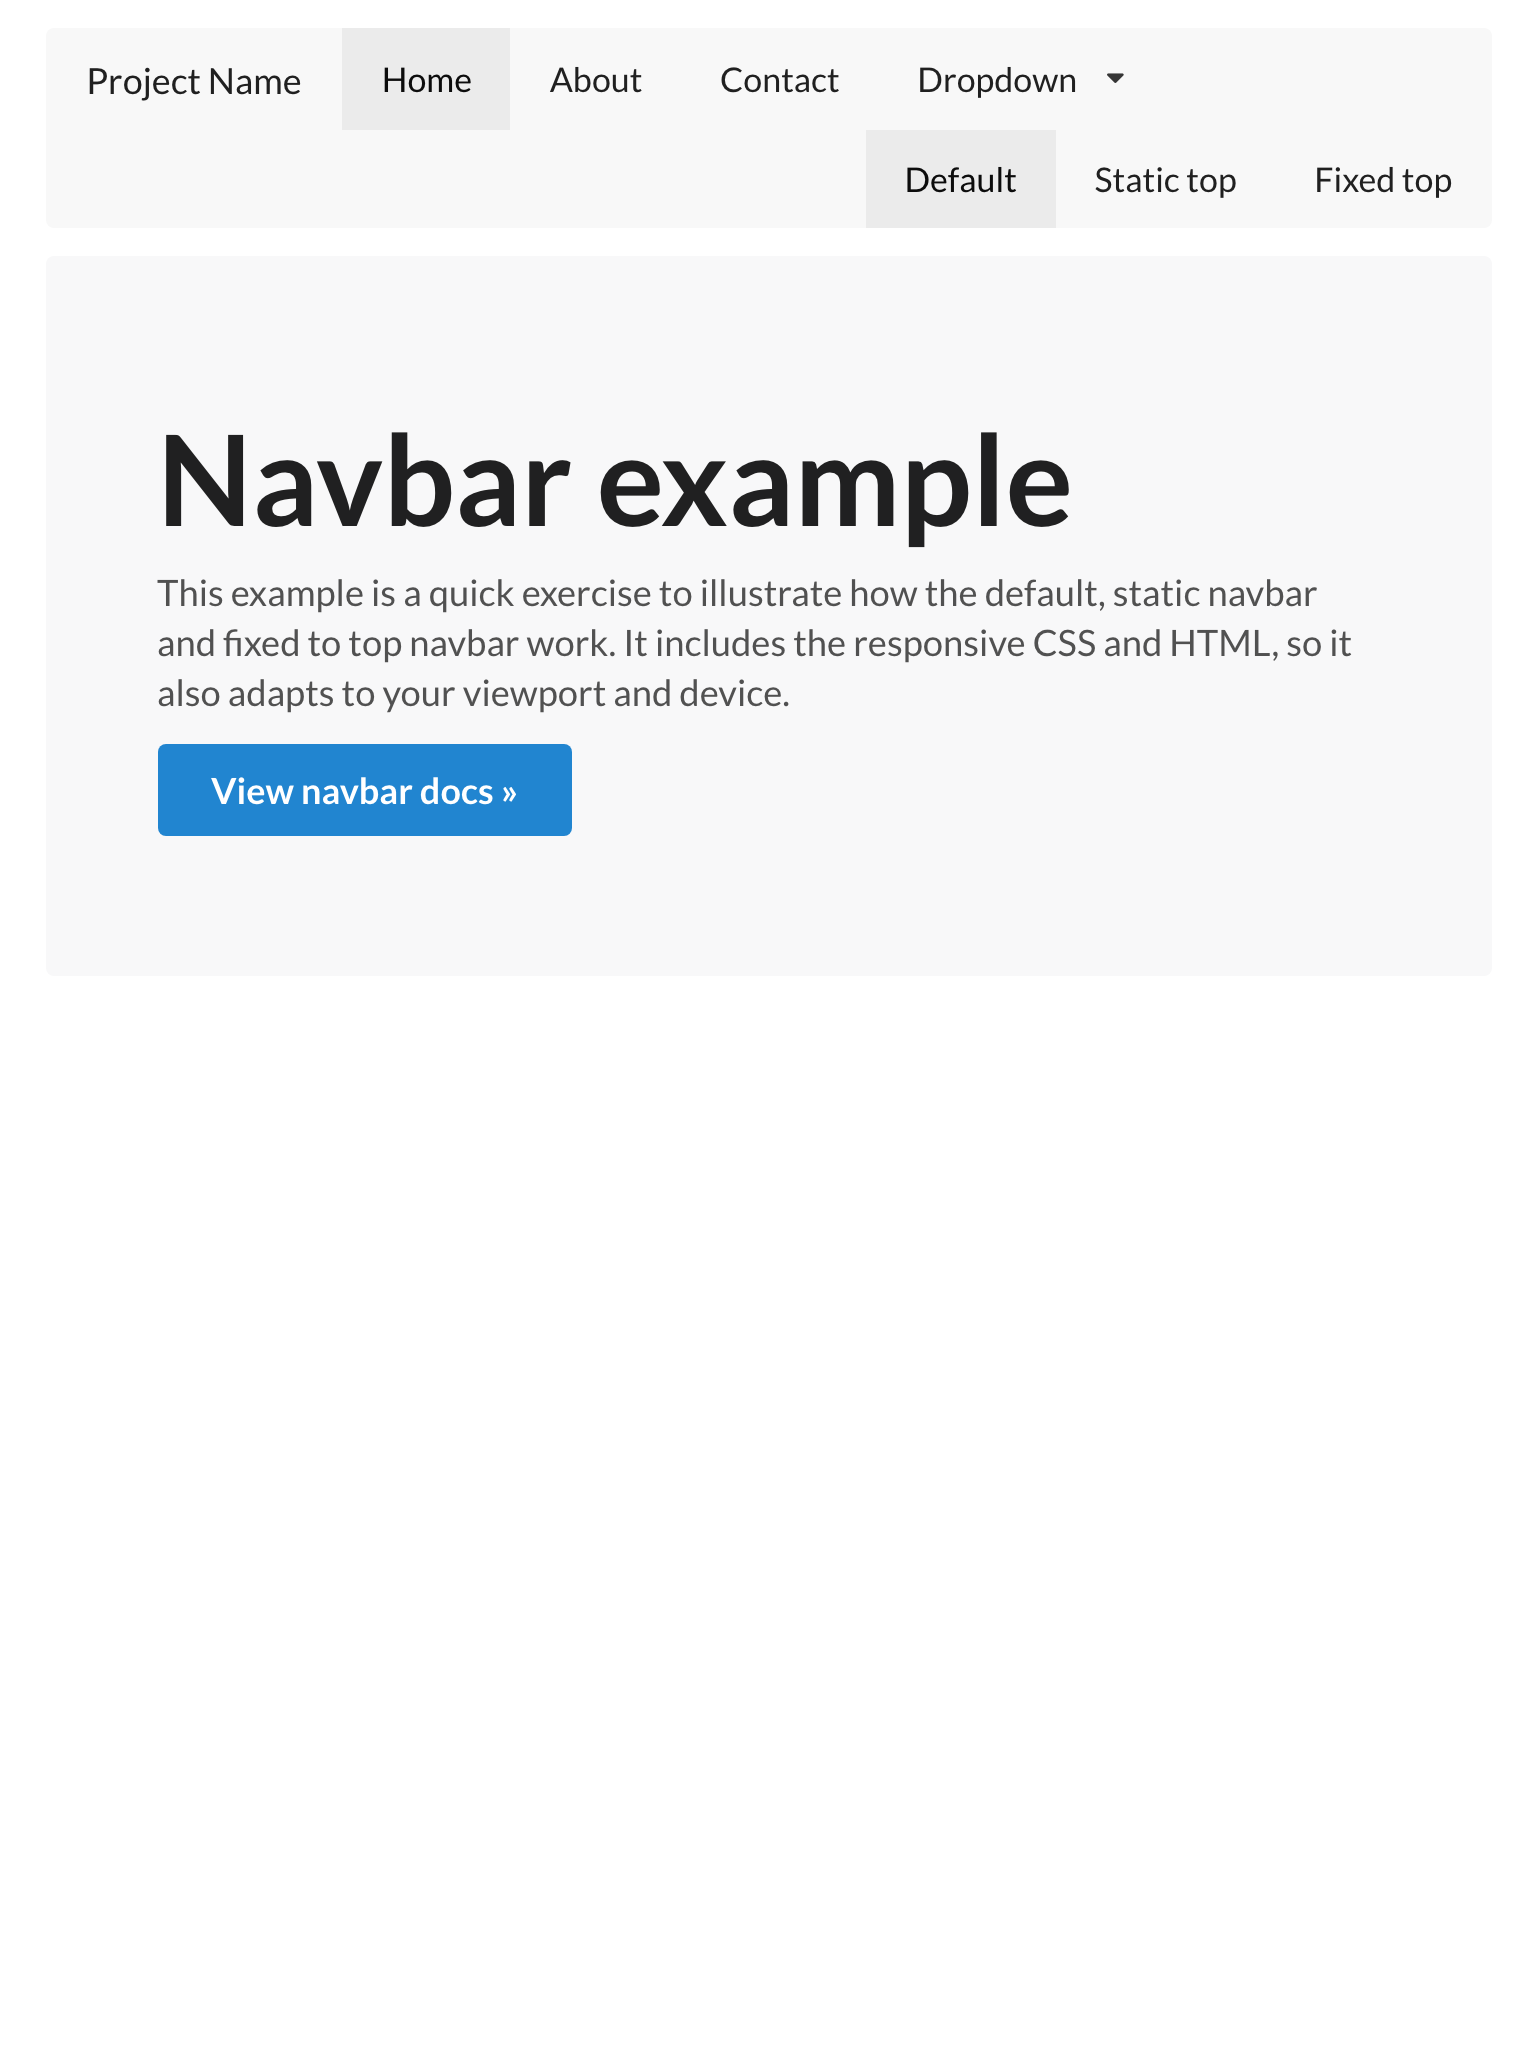 Project Name Home About Contact Dropdown
Default Static top Fixed top
Navbar example
This example is a quick exercise to illustrate how the default, static navbar
and fixed to top navbar work. It includes the responsive CSS and HTML, so it
also adapts to your viewport and device.
View navbar docs »